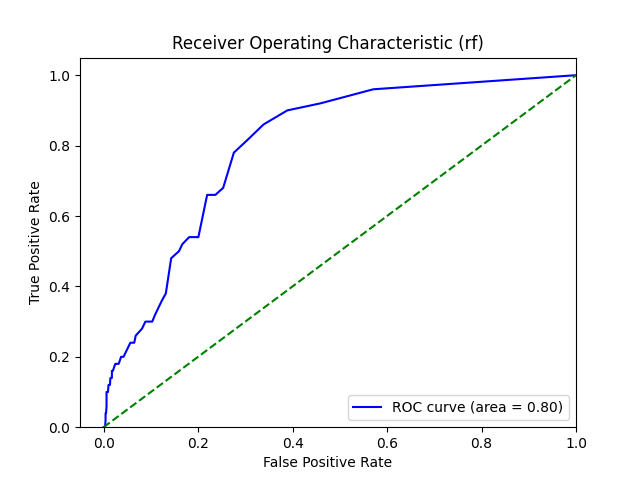 Receiver Operating Characteristic (rf)
1.0
0.8
0.6
0.4
0.2
0.0
True Positive Rate
ROC curve (area = 0.80)
0.0 0.2 0.4 0.6 0.8 1.0
False Positive Rate